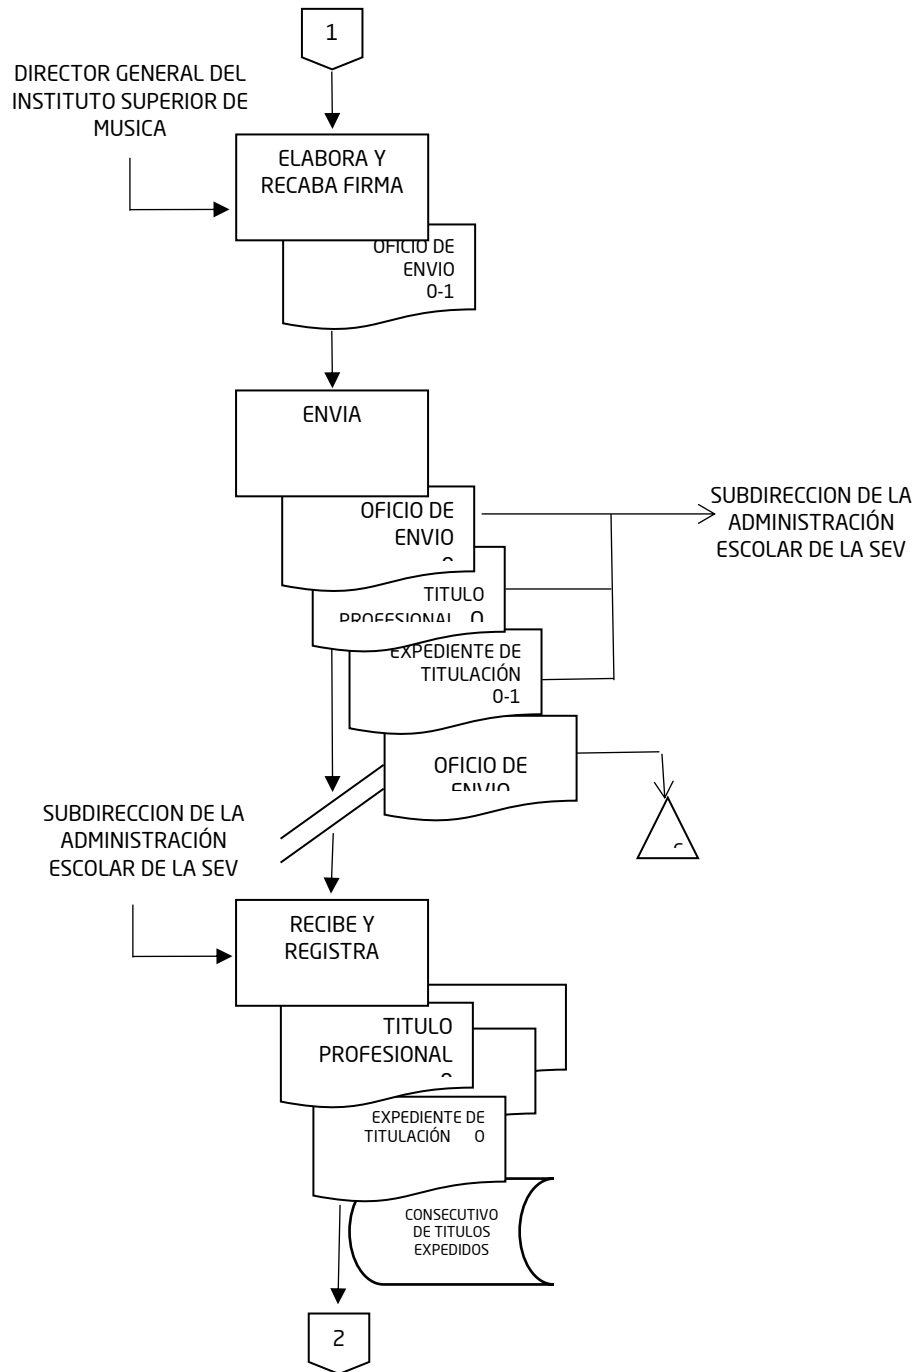 1
DIRECTOR GENERAL DEL
INSTITUTO SUPERIOR DE
MUSICA
ELABORA Y
RECABA FIRMA
OFICIO DE
ENVIO
0-1
ENVIA
OFICIO DE
ENVIO
SUBDIRECCION DE LA
ADMINISTRACIÓN
ESCOLAR DE LA SEV
TITULO
PROFESIONAL O
EXPEDIENTE DE
TITULACIÓN
0-1
OFICIO DE
ENVIO
SUBDIRECCION DE LA
ADMINISTRACIÓN
ESCOLAR DE LA SEV
RECIBE Y
REGISTRA
TITULO
PROFESIONAL
EXPEDIENTE DE
TITULACIÓN O
CONSECUTIVO
DE TITULOS
EXPEDIDOS
2